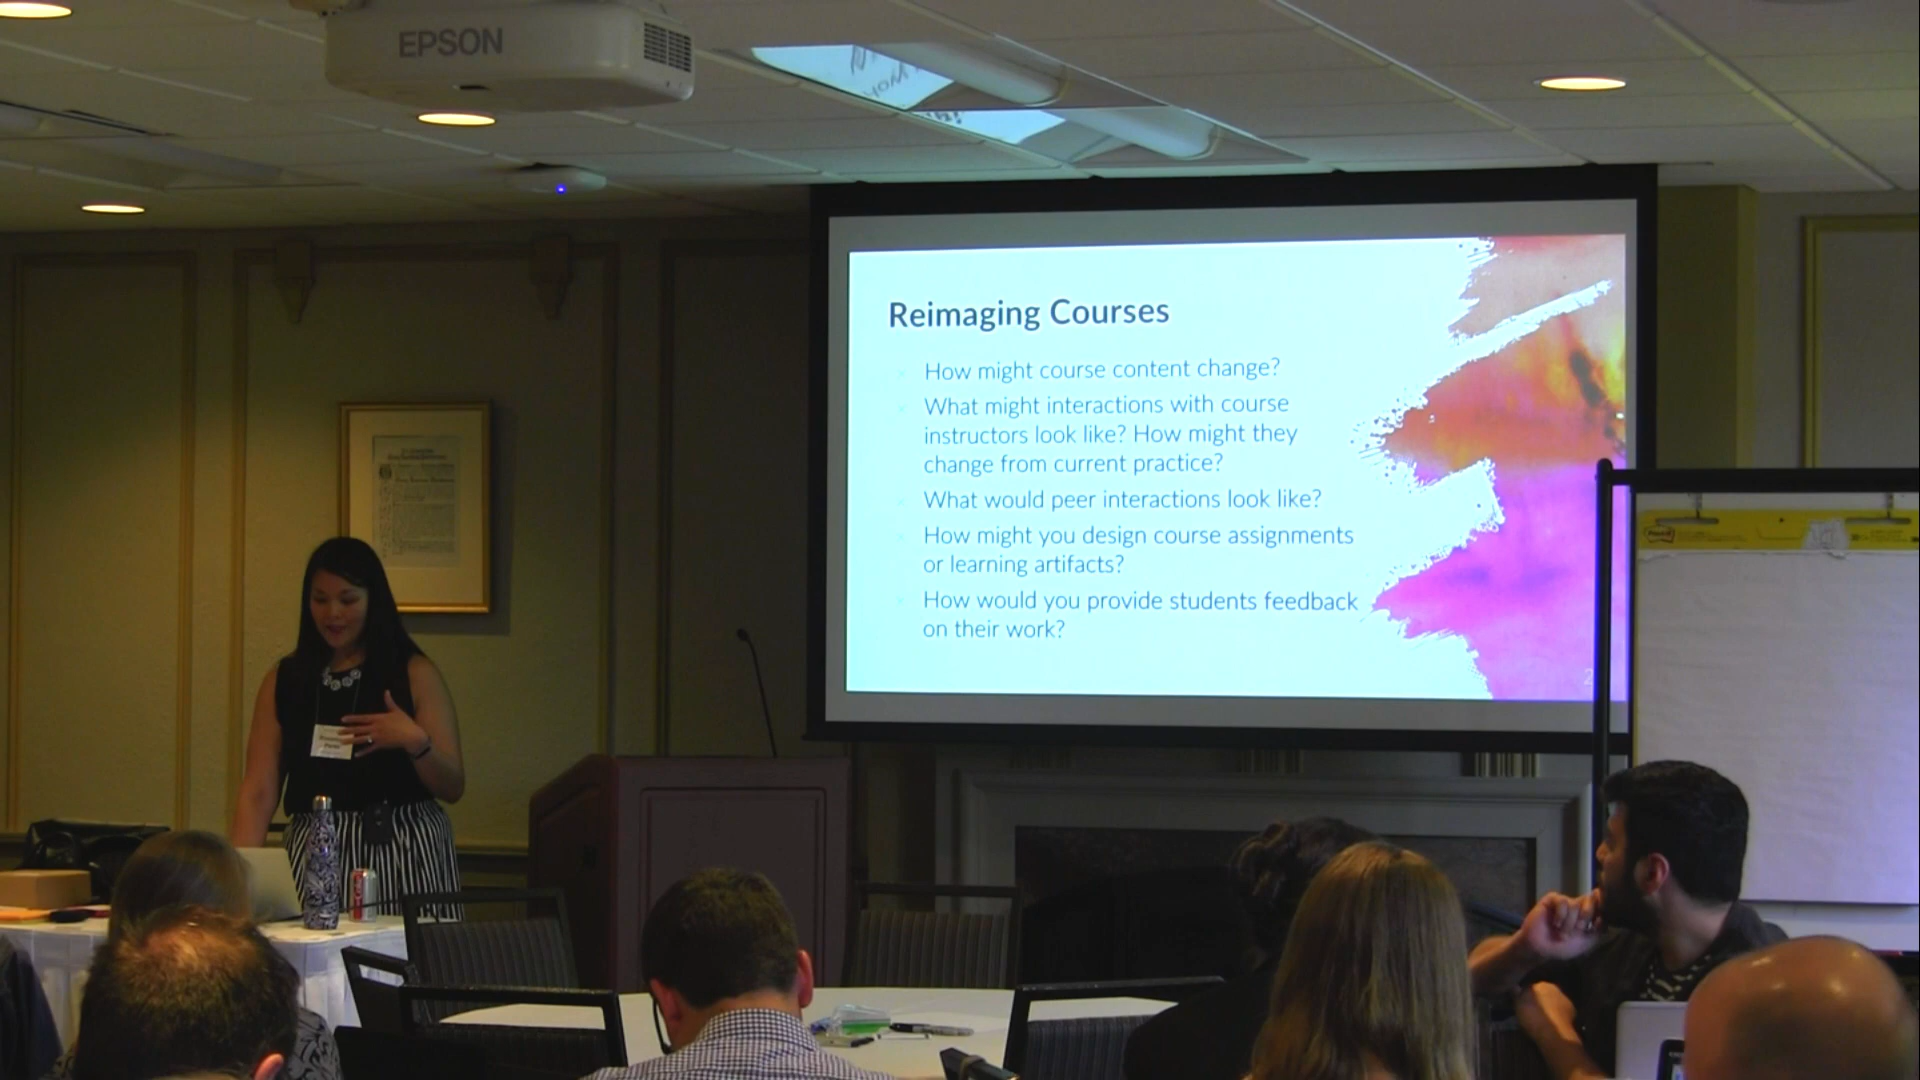 EPSON
Reimaging Courses
How might course content change?
What might interactions with course
instructors look like? How might they
change from current practice?
What would peer interactions look like?
How might you design course assignments
or learning artifacts?
How would you provide students feedback
on their work?